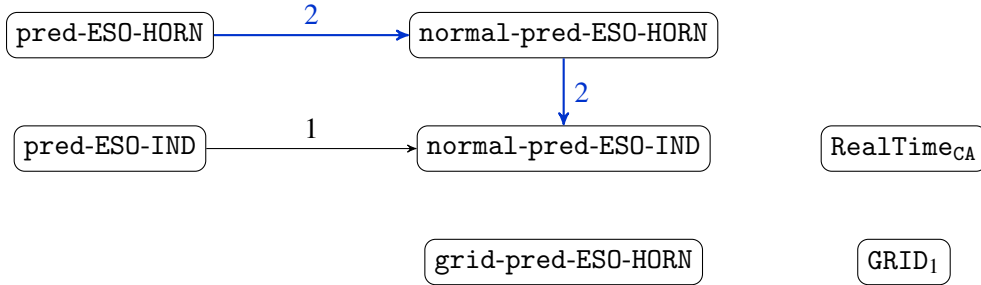 pred-ESO-HORN 2 normal-pred-ESO-HORN
2
pred-ESO-IND 1 normal-pred-ESO-IND RealTime_CA
grid-pred-ESO-HORN GRID_1